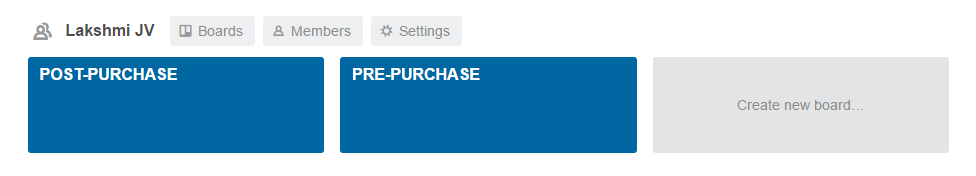 Lakshmi JV Boards Members Settings
POST-PURCHASE
PRE-PURCHASE
Create new board…